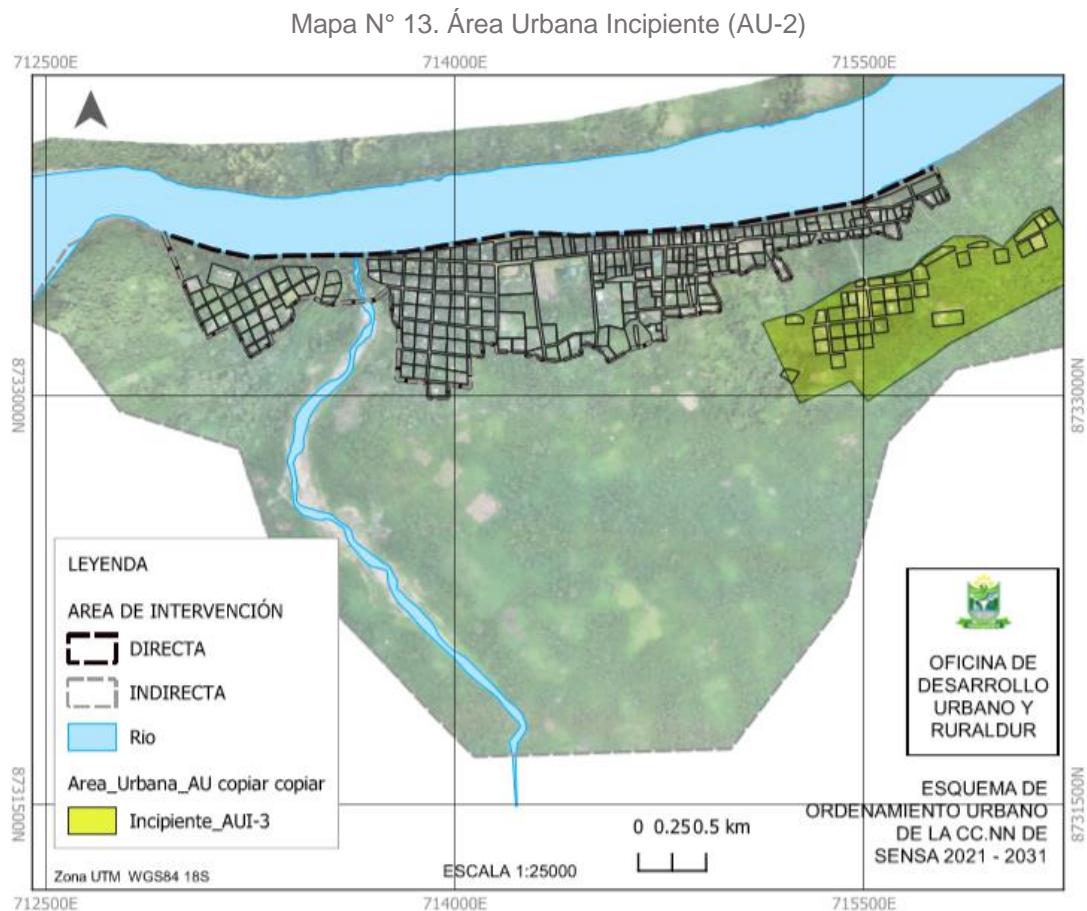 Mapa N° 13. Área Urbana Incipiente (AU-2)
712500E
714000E
715500E
8733000N
8733000N
LEYENDA
AREA DE INTERVENCIÓN
DIRECTA
INDIRECTA
Rio
Area_Urbana_AU copiar copiar
Incipiente_AUI-3
8731500N
8731500N
OFICINA DE
DESARROLLO
URBANO Y
RURALDUR
ESQUEMA DE
ORDENAMIENTO URBANO
DE LA CC.NN DE
SENSA 2021 - 2031
0 0.250.5 km
ESCALA 1:25000
Zona UTM WGS84 18S
712500E
714000E
715500E